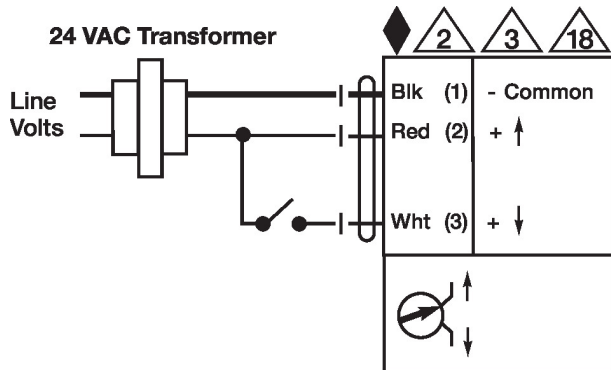 24 VAC Transformer
2 3 18
Line
Volts
Blk (1) - Common
Red (2) +
Wht (3) +